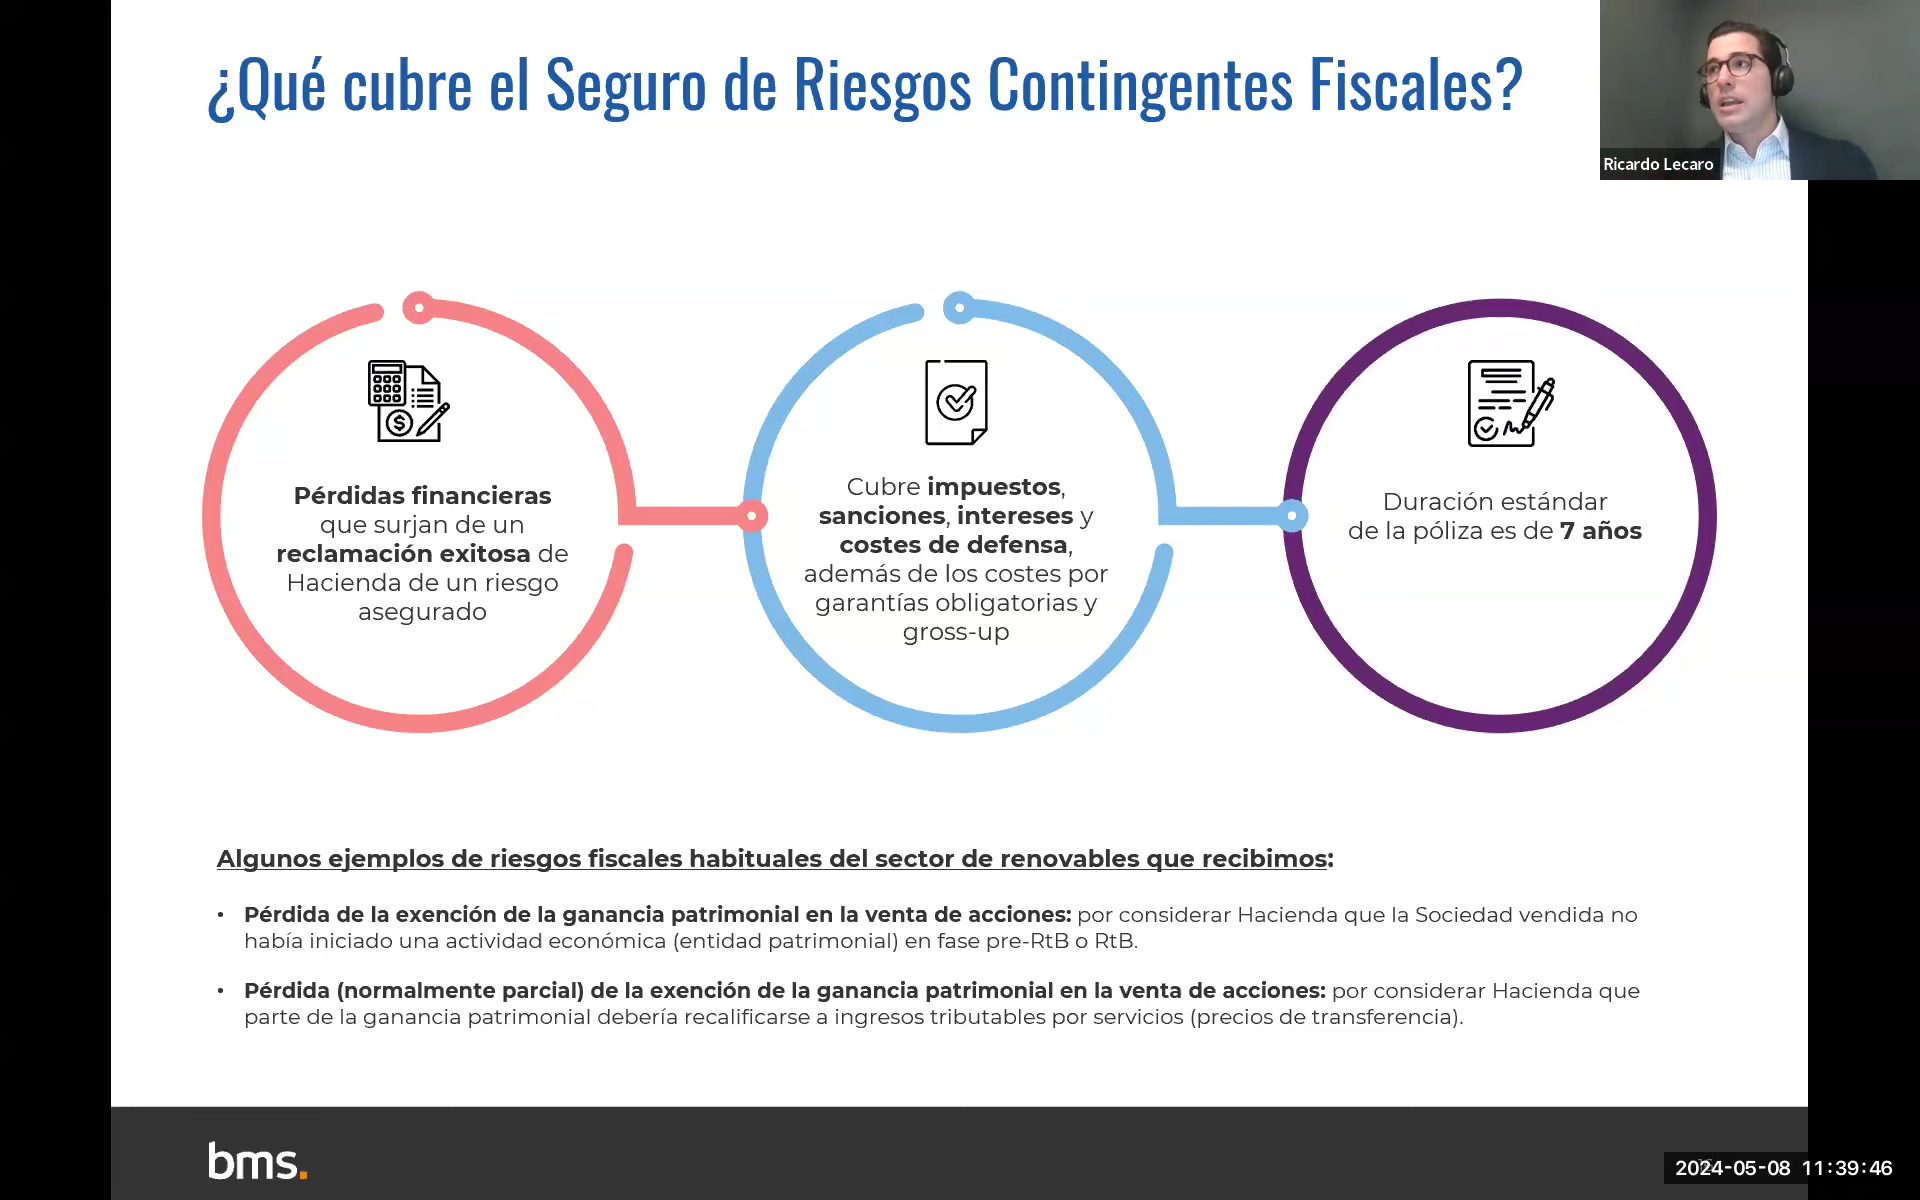 ¿Qué cubre el Seguro de Riesgos Contingentes Fiscales?
Ricardo Lecaro
Pérdidas financieras
que surjan de un
reclamación exitosa de
Hacienda de un riesgo
asegurado
Cubre impuestos,
sanciones, intereses y
costes de defensa,
además de los costes por
garantías obligatorias y
gross-up
Duración estándar
de la póliza es de 7 años
Algunos ejemplos de riesgos fiscales habituales del sector de renovables que recibimos:
• Pérdida de la exención de la ganancia patrimonial en la venta de acciones: por considerar Hacienda que la Sociedad vendida no
había iniciado una actividad económica (entidad patrimonial) en fase pre-RtB o RtB.
• Pérdida (normalmente parcial) de la exención de la ganancia patrimonial en la venta de acciones: por considerar Hacienda que
parte de la ganancia patrimonial debería recalificarse a ingresos tributables por servicios (precios de transferencia).
bms.
2024-05-08 11:39:46